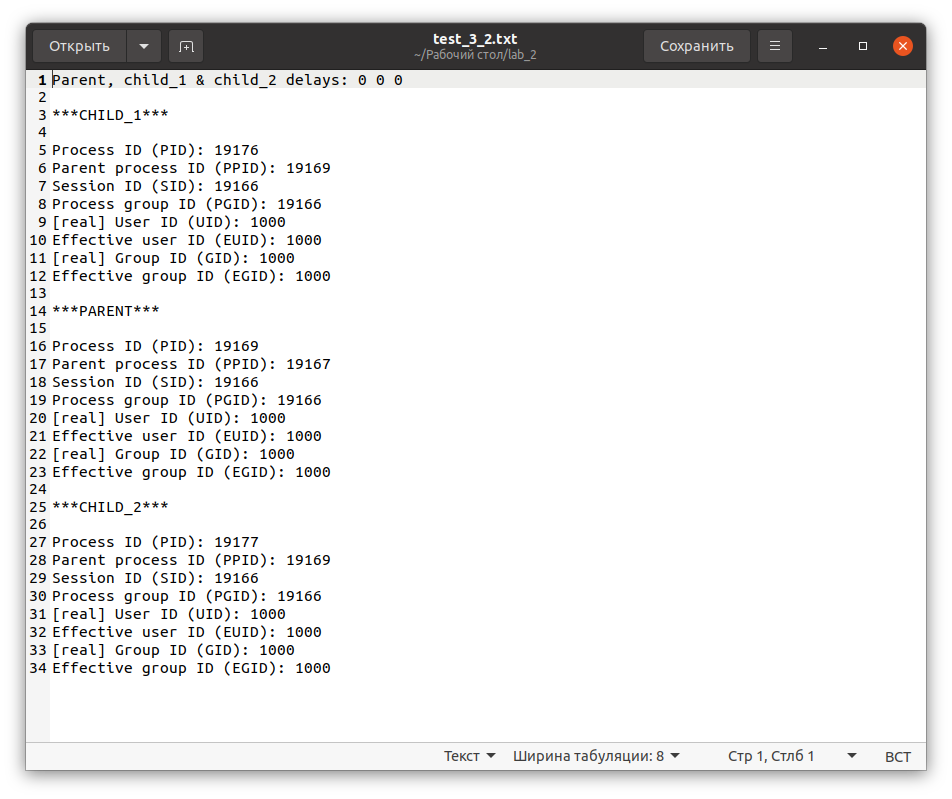 Открыть
test_3_2.txt
~/Рабочий стол/lab_2
Сохранить
1 Parent, child_1 & child_2 delays: 0 0 0
2
3 ***CHILD_1***
4
5 Process ID (PID): 19176
6 Parent process ID (PPID): 19169
7 Session ID (SID): 19166
8 Process group ID (PGID): 19166
9 [real] User ID (UID): 1000
10 Effective user ID (EUID): 1000
11 [real] Group ID (GID): 1000
12 Effective group ID (EGID): 1000
13
14 ***PARENT***
15
16 Process ID (PID): 19169
17 Parent process ID (PPID): 19167
18 Session ID (SID): 19166
19 Process group ID (PGID): 19166
20 [real] User ID (UID): 1000
21 Effective user ID (EUID): 1000
22 [real] Group ID (GID): 1000
23 Effective group ID (EGID): 1000
24
25 ***CHILD_2***
26
27 Process ID (PID): 19177
28 Parent process ID (PPID): 19169
29 Session ID (SID): 19166
30 Process group ID (PGID): 19166
31 [real] User ID (UID): 1000
32 Effective user ID (EUID): 1000
33 [real] Group ID (GID): 1000
34 Effective group ID (EGID): 1000
Текст Ширина табуляции: 8 Стр 1, Стлб 1 ВСТ